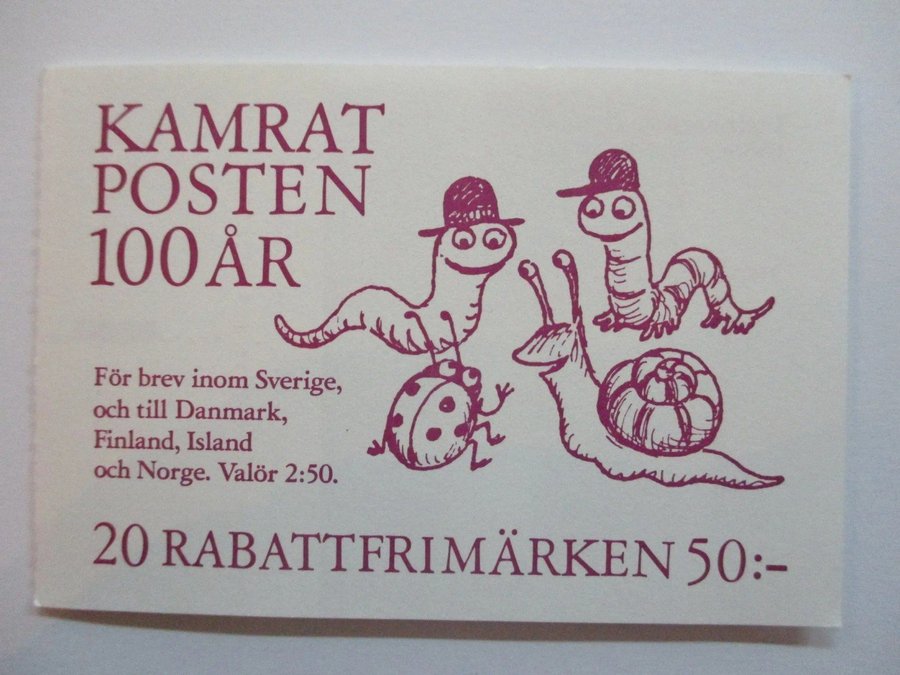 KAMRAT
POSTEN
100 ÅR
För brev inom Sverige,
och till Danmark,
Finland, Island
och Norge. Valör 2:50.
20 RABATTFRIMÄRKEN 50:-